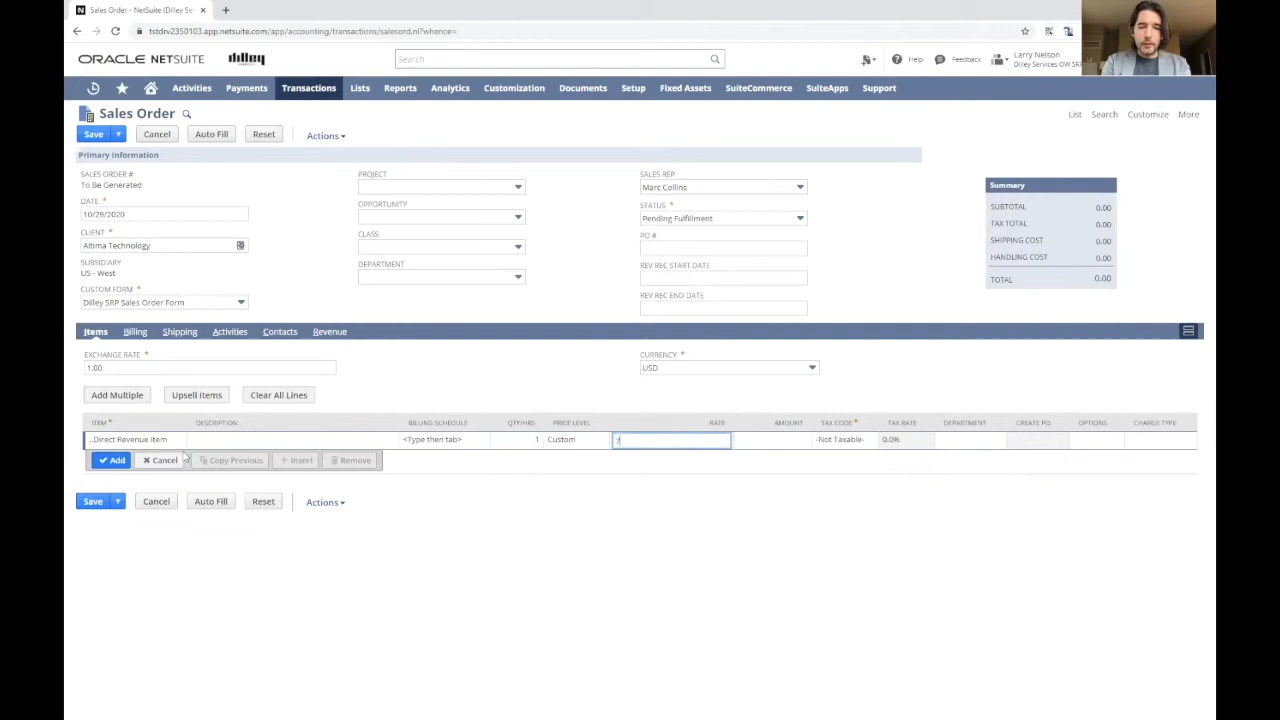 Sales Order - NetSuite (Dilley Se
tstdrv2350103.app.netsuite.com/app/accounting/transactions/salesord.nl?whence=
ORACLE NETSUITE dilley Search Help Feedback Larry Nelson
Dilley Services OW SR
Activities Payments Transactions Lists Reports Analytics Customization Documents Setup Fixed Assets SuiteCommerce SuiteApps Support
Sales Order List Search Customize More
Save Cancel Auto Fill Reset Actions
Primary Information
SALES ORDER #
To Be Generated
DATE *
10/29/2020
CLIENT *
Altima Technology
SUBSIDIARY
US - West
CUSTOM FORM *
Dilley SRP Sales Order Form
PROJECT
OPPORTUNITY
CLASS
DEPARTMENT
SALES REP
Marc Collins
STATUS *
Pending Fulfillment
PO #
REV REC START DATE
REV REC END DATE
Summary
SUBTOTAL 0.00
TAX TOTAL 0.00
SHIPPING COST 0.00
HANDLING COST 0.00
TOTAL 0.00
Items Billing Shipping Activities Contacts Revenue
EXCHANGE RATE * CURRENCY *
1.00 USD
Add Multiple Upsell Items Clear All Lines
ITEM * DESCRIPTION BILLING SCHEDULE QTY/HRS PRICE LEVEL RATE AMOUNT TAX CODE * TAX RATE DEPARTMENT CREATE PO OPTIONS CHARGE TYPE
..Direct Revenue Item <Type then tab> 1 Custom -Not Taxable- 0.0%
Add Cancel Copy Previous Insert Remove
Save Cancel Auto Fill Reset Actions